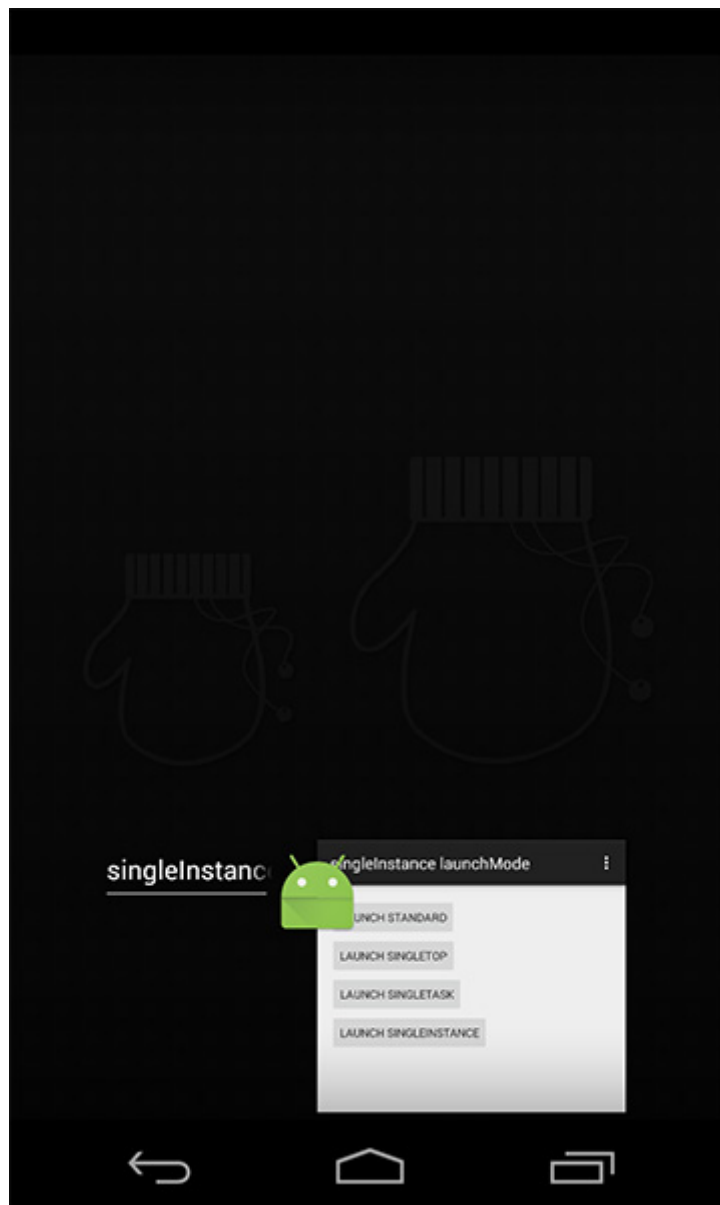 singleInstanc
singleInstance launchMode
LAUNCH STANDARD
LAUNCH SINGLETOP
LAUNCH SINGLETASK
LAUNCH SINGLEINSTANCE